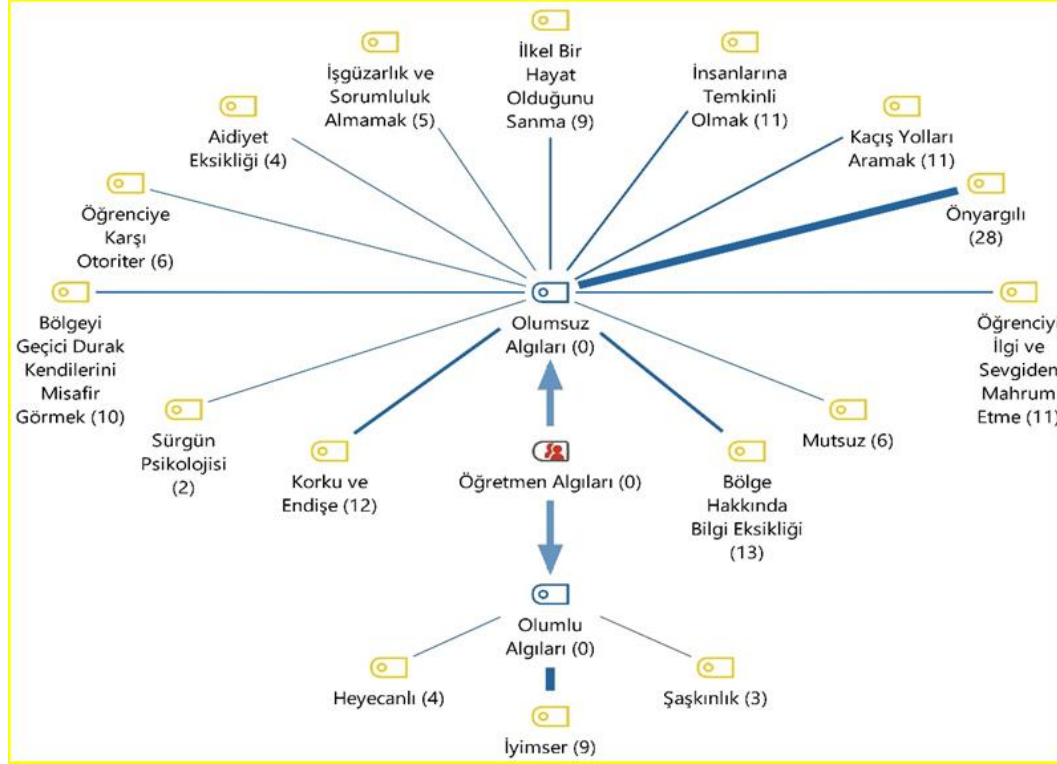 İlkel Bir
Hayat
Olduğunu
Sanma (9)
İşgüzarlık ve
Sorumluluk
Almamak (5)
İnsanlarına
Temkinli
Olmak (11)
Aidiyet
Eksikliği (4)
Kaçış Yolları
Aramak (11)
Öğrenciye
Karşı
Otoriter (6)
Önyargılı
(28)
Bölgeyi
Geçici Durak
Kendilerini
Misafir
Görmek (10)
Olumsuz
Algıları (0)
Öğrenciyi
İlgi ve
Sevgiden
Mahrum
Etme (11)
Sürgün
Psikolojisi
(2)
Korku ve
Endişe (12)
Öğretmen Algıları (0)
Bölge
Hakkında
Bilgi Eksikliği
(13)
Mutsuz (6)
Olumlu
Algıları (0)
Heyecanlı (4)
Şaşkınlık (3)
İyimser (9)